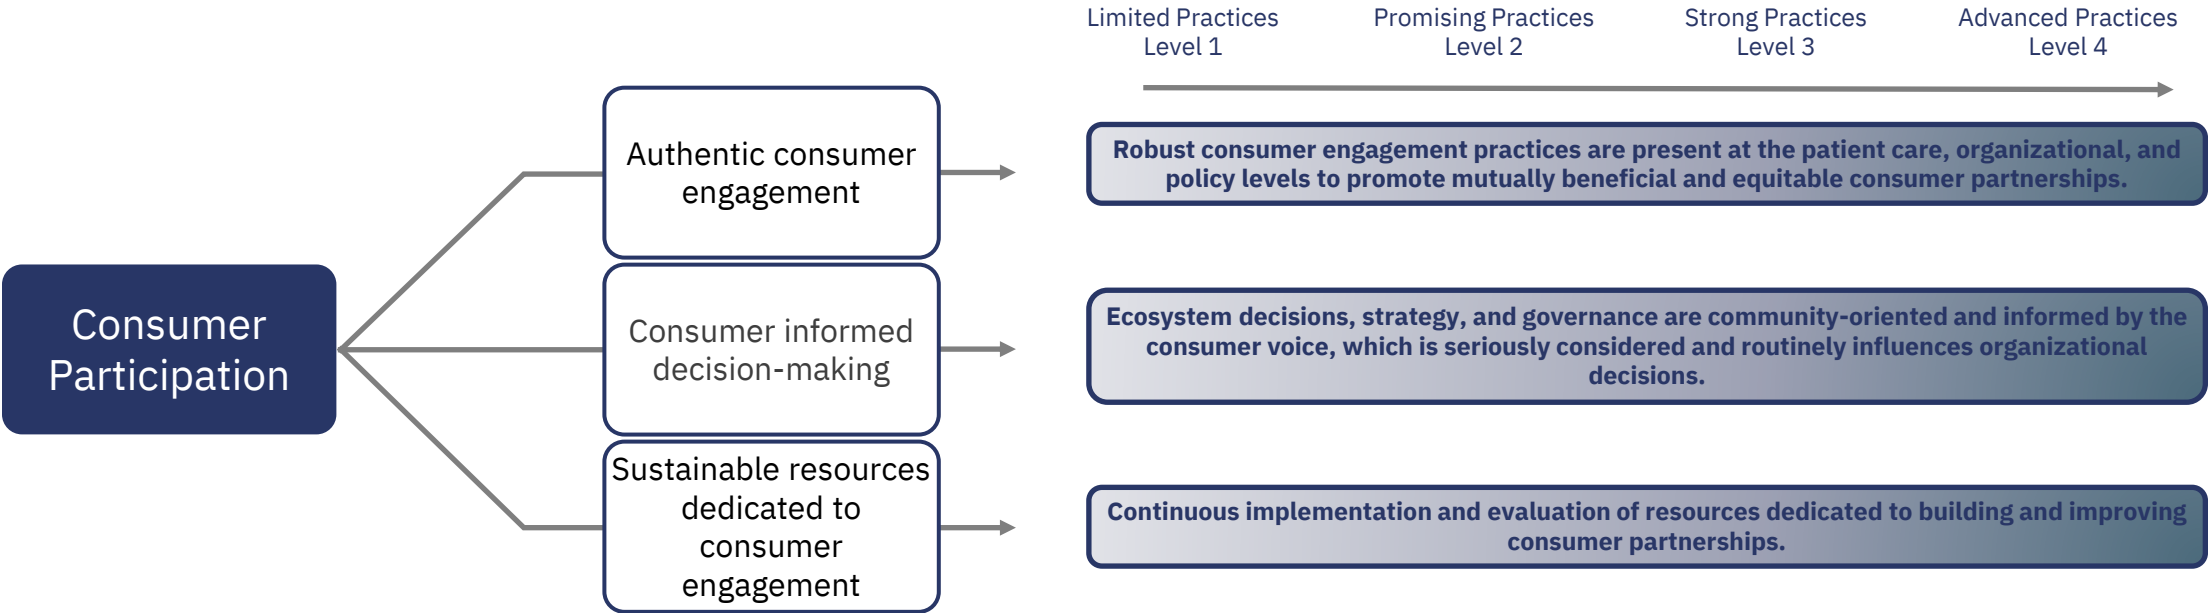 Limited Practices
Level 1
Promising Practices
Level 2
Strong Practices
Level 3
Advanced Practices
Level 4
Consumer
Participation
Authentic consumer
engagement
Robust consumer engagement practices are present at the patient care, organizational, and
policy levels to promote mutually beneficial and equitable consumer partnerships.
Consumer informed
decision-making
Ecosystem decisions, strategy, and governance are community-oriented and informed by the
consumer voice, which is seriously considered and routinely influences organizational
decisions.
Sustainable resources
dedicated to
consumer
engagement
Continuous implementation and evaluation of resources dedicated to building and improving
consumer partnerships.